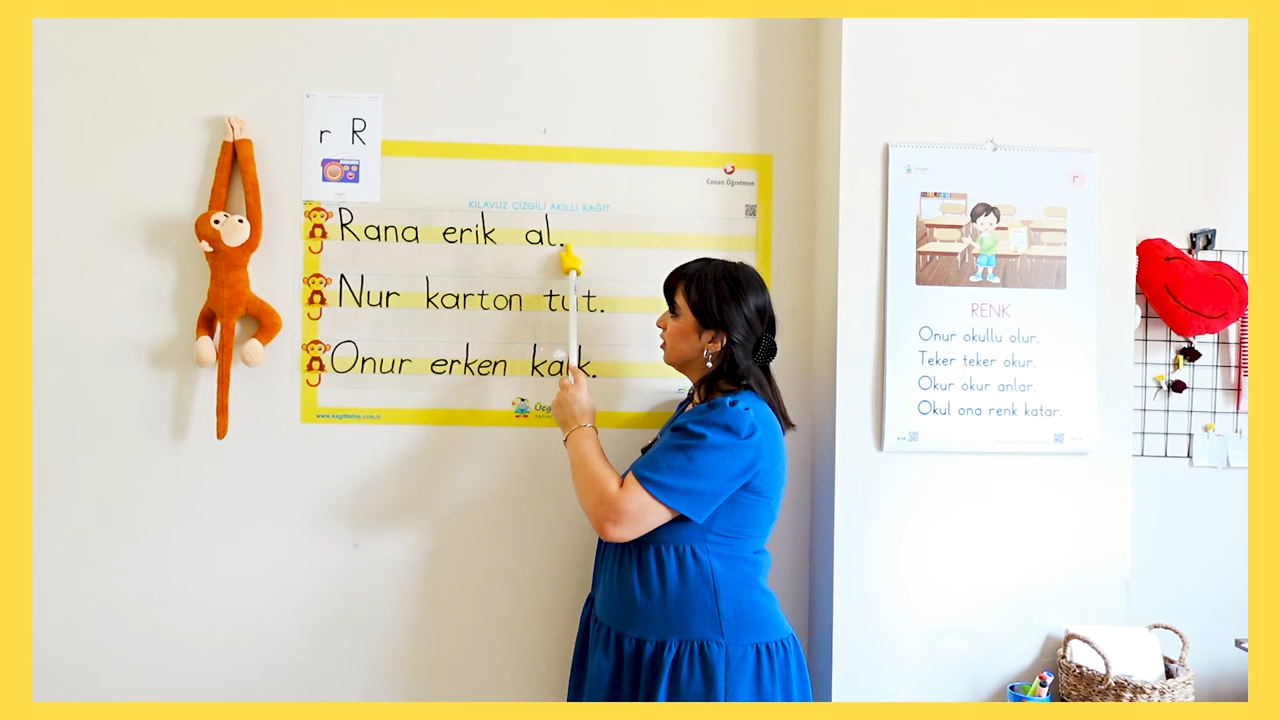 r R
Canan Öğretmen
KILAVUZ ÇİZGİLİ AKILLI KAĞIT
Rana erik al.
Nur karton tut.
Onur erken kalk.
www.kagittahta.com.tr
r
RENK
Onur okullu olur.
Teker teker okur.
Okur okur anlar.
Okul ona renk katar.